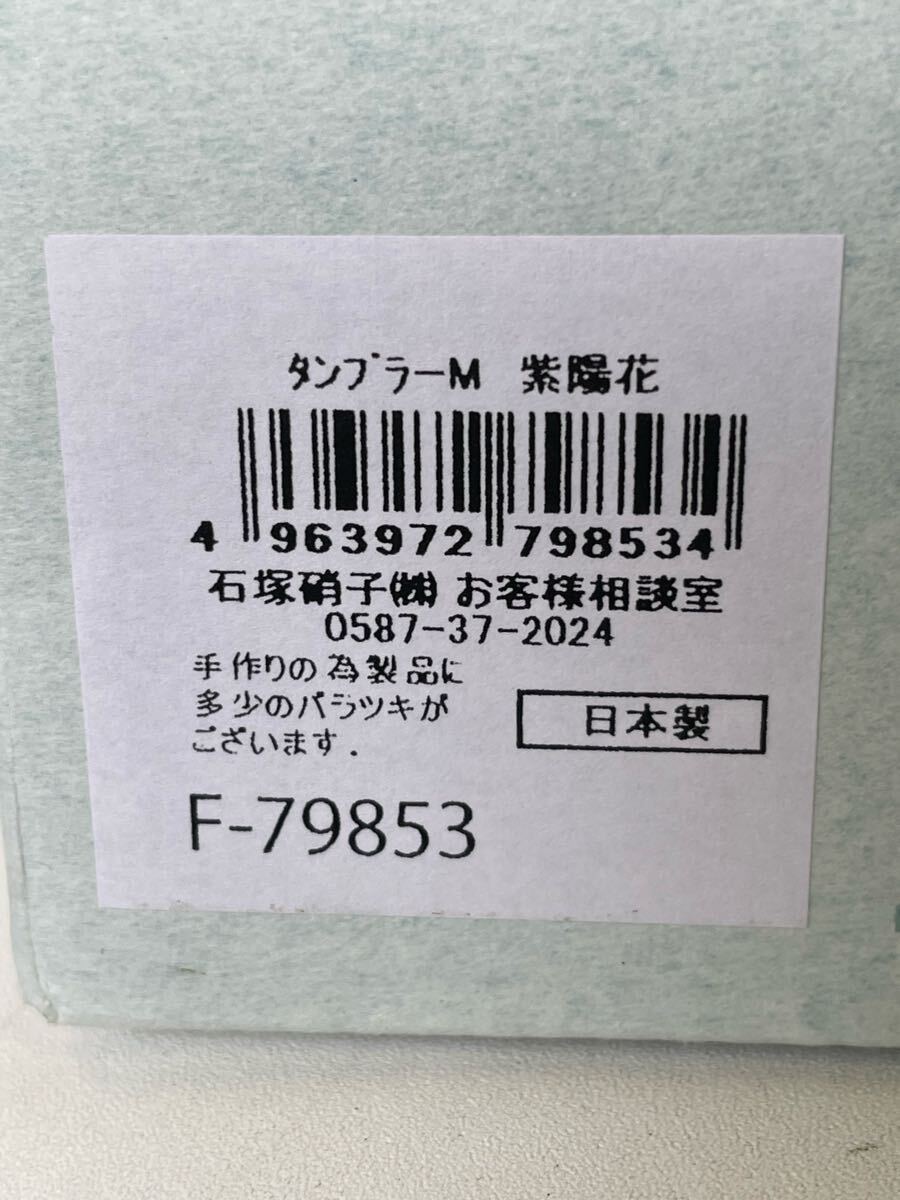 タンブラーM　紫陽花
4 963972 798534
石塚硝子㈱ お客様相談室
0587-37-2024
手作りの為製品に
多少のバラツキが
ございます.
日本製
F-79853